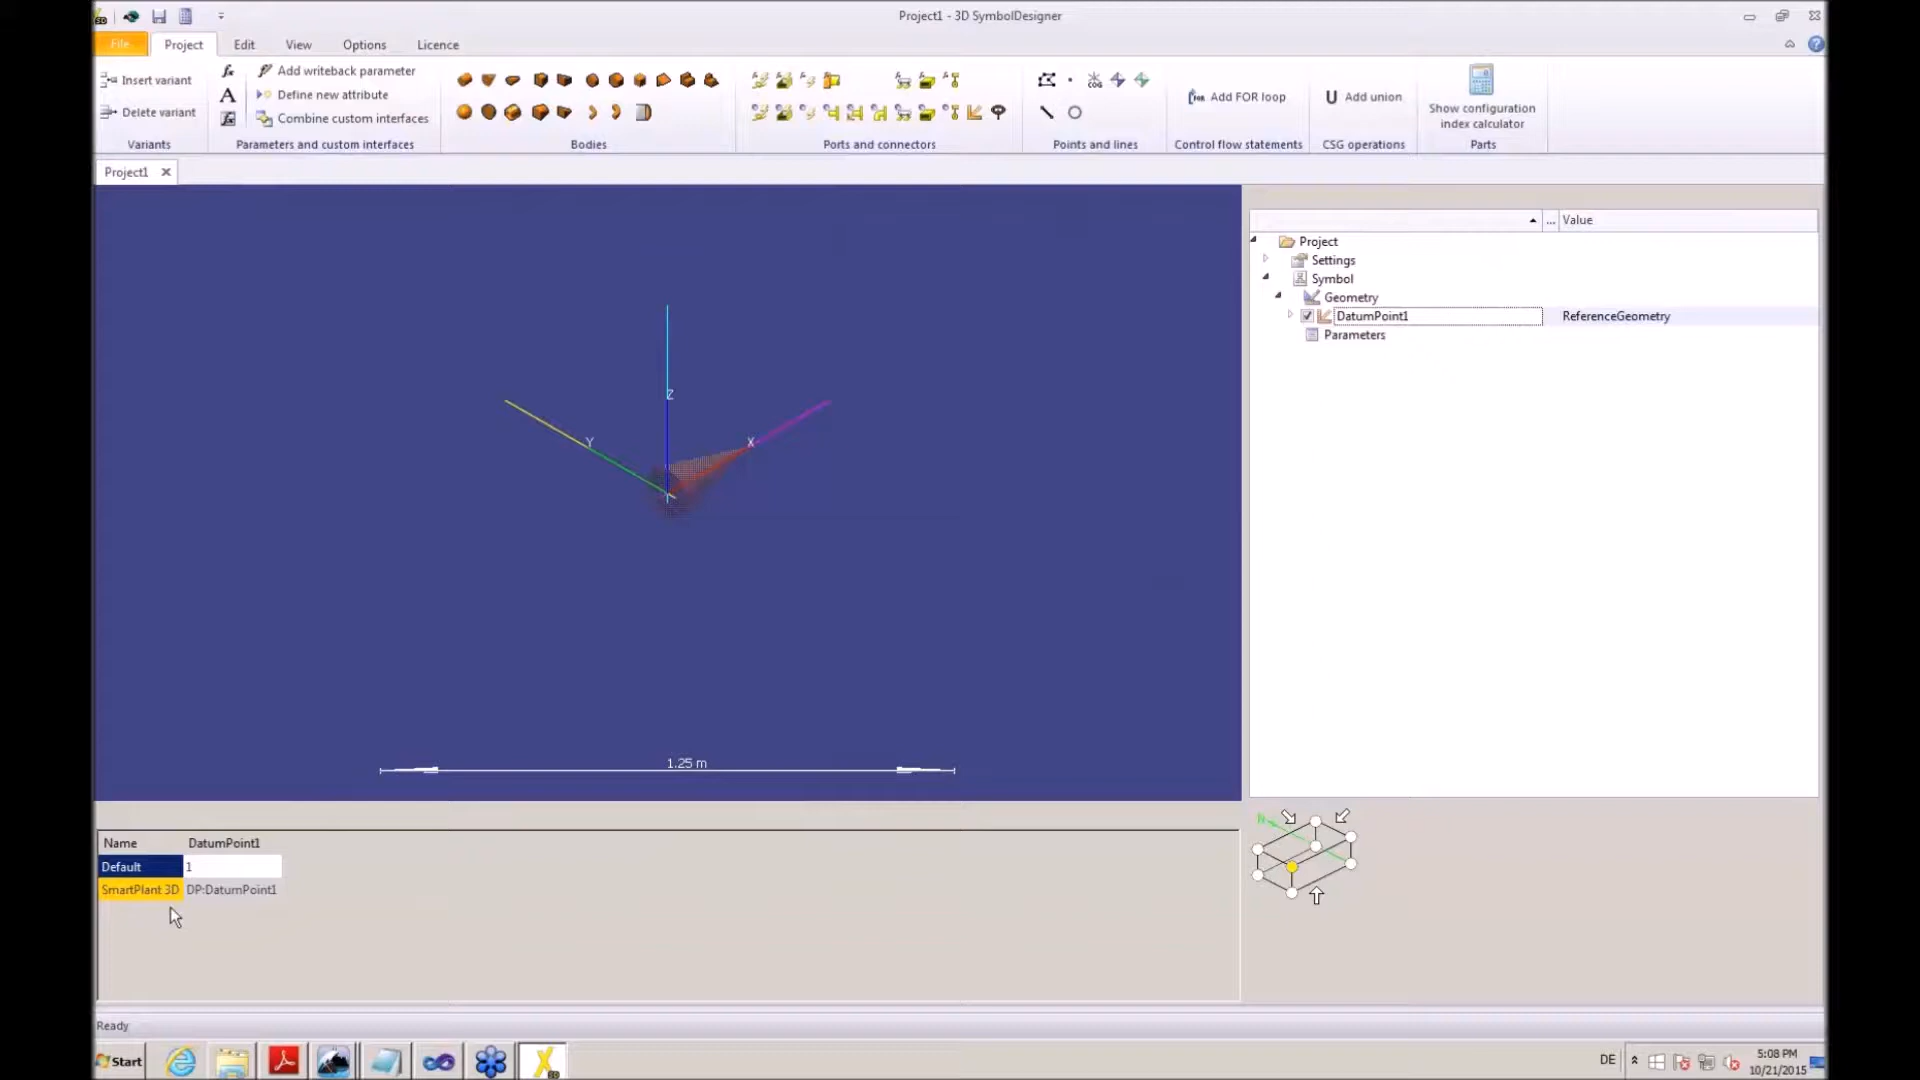 Project1 - 3D SymbolDesigner
File Project Edit View Options Licence
Insert variant
Delete variant
Variants
Add writeback parameter
Define new attribute
Combine custom interfaces
Parameters and custom interfaces
Bodies
Ports and connectors
Points and lines
Add FOR loop
Control flow statements
Add union
CSG operations
Show configuration
index calculator
Parts
Project1
... Value
Project
Settings
Symbol
Geometry
DatumPoint1 ReferenceGeometry
Parameters
Z
Y
X
1.25 m
N
Name DatumPoint1
Default 1
SmartPlant 3D DP:DatumPoint1
Ready
Start
DE
5:08 PM
10/21/2015